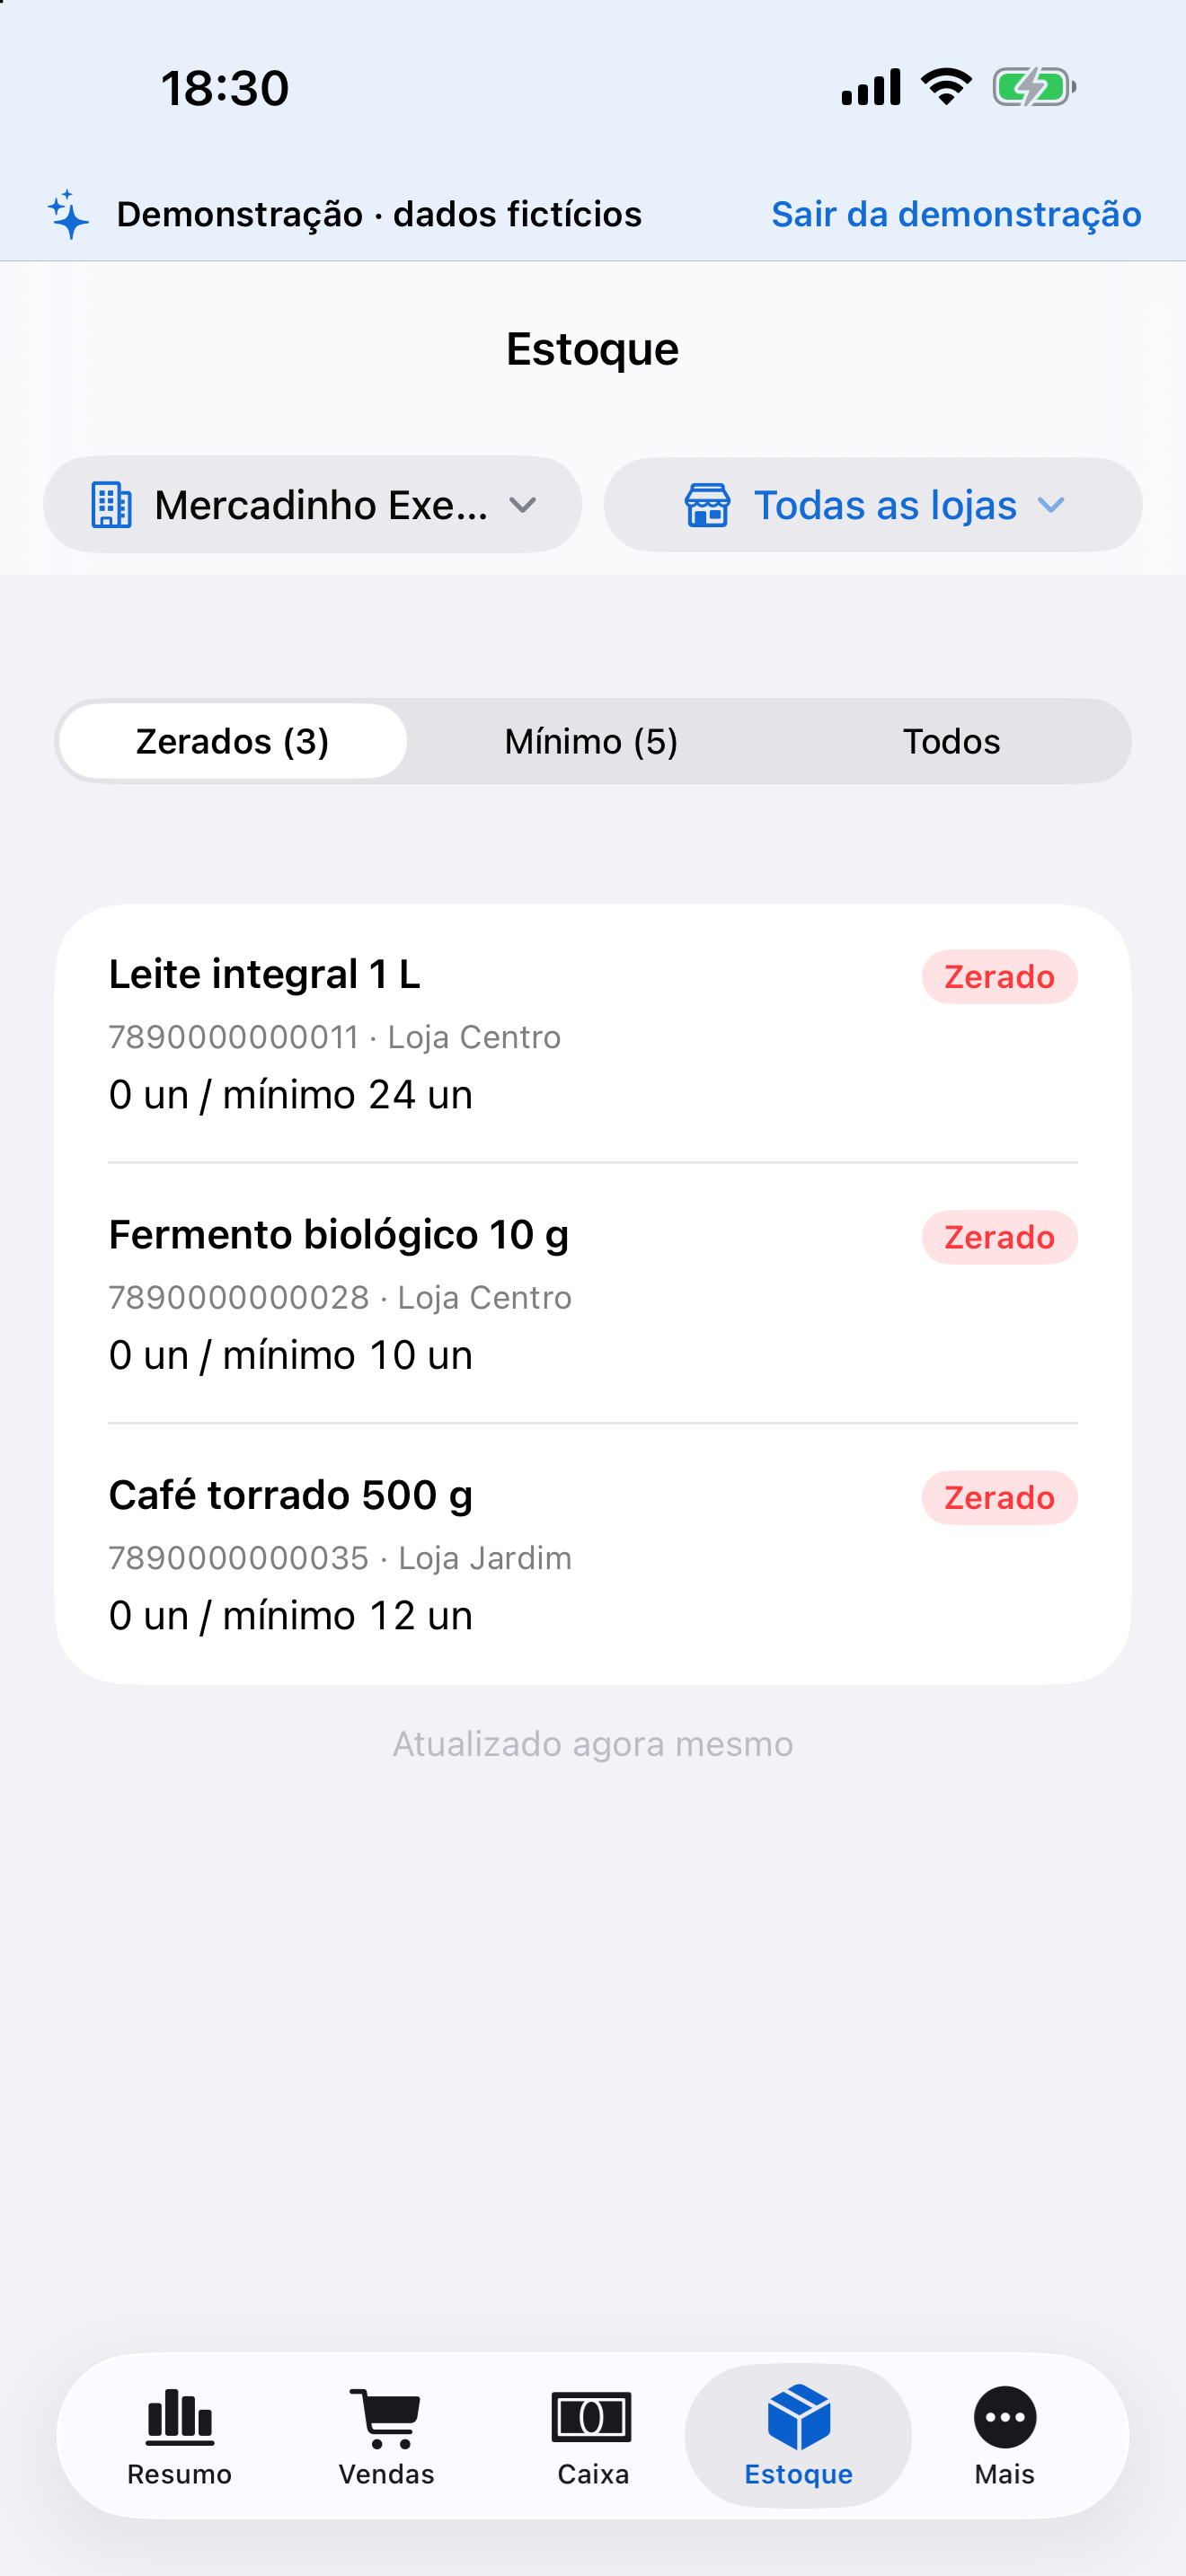 18:30
Demonstração · dados fictícios
Sair da demonstração
Estoque
Mercadinho Exe...
Todas as lojas
Zerados (3)
Mínimo (5)
Todos
Leite integral 1 L
Zerado
7890000000011 · Loja Centro
0 un / mínimo 24 un
Fermento biológico 10 g
Zerado
7890000000028 · Loja Centro
0 un / mínimo 10 un
Café torrado 500 g
Zerado
7890000000035 · Loja Jardim
0 un / mínimo 12 un
Atualizado agora mesmo
Resumo
Vendas
Caixa
Estoque
Mais